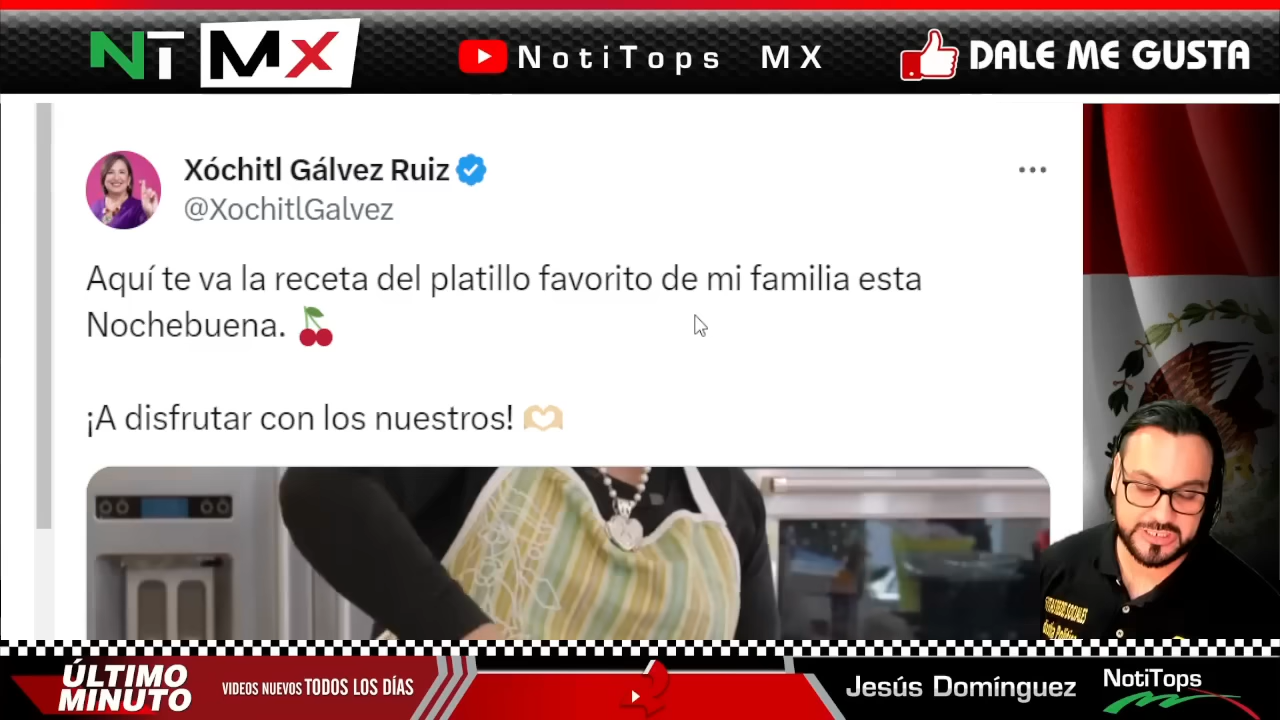 NT MX
NotiTops MX
DALE ME GUSTA
Xóchitl Gálvez Ruiz
@XochitlGalvez
Aquí te va la receta del platillo favorito de mi familia esta
Nochebuena. 🍒
¡A disfrutar con los nuestros! 🫶🏼
ÚLTIMO
MINUTO
VIDEOS NUEVOS TODOS LOS DÍAS
Jesús Domínguez
NotiTops